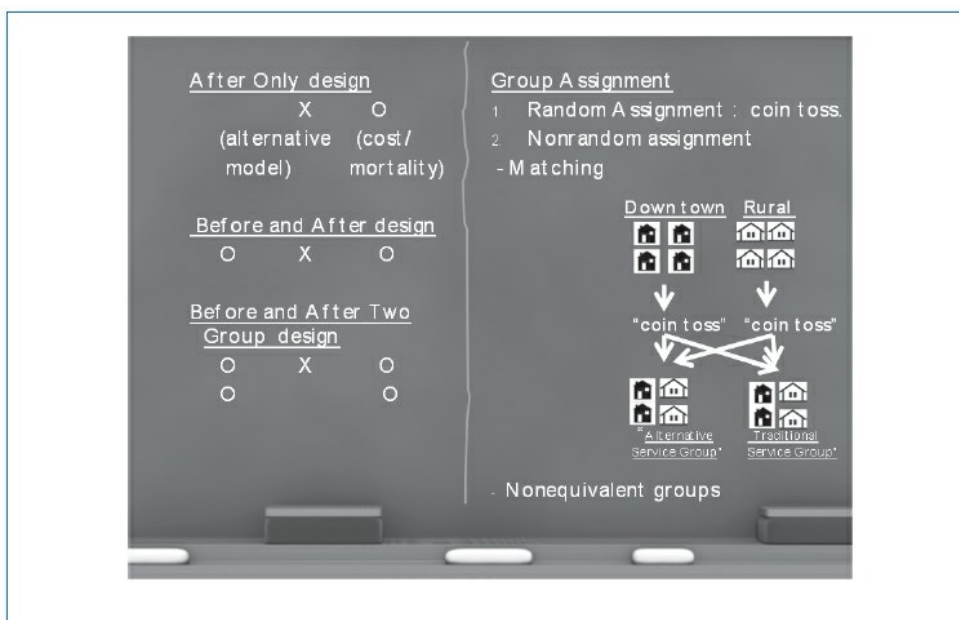 After Only design
X O
(alternative (cost/
model) mortality)
Before and After design
O X O
Before and After Two
Group design
O X O
O O
Group Assignment
1. Random Assignment : coin toss.
2. Nonrandom assignment
- Matching
Downtown Rural
"coin toss" "coin toss"
"Alternative Traditional
Service Group" Service Group"
- Nonequivalent groups